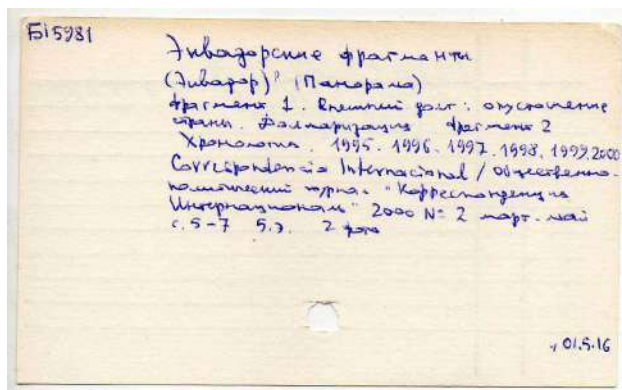 Б15981
Эквадорские фрагменты
(Эквадор) (Панорама)
Фрагмент 1. Внешний долг: опустошение
страны. Долларизация Фрагмент 2
Хронология. 1995. 1996. 1997. 1998. 1999. 2000
Correspondencia Internacional / общественно-
политический журнал "Корреспонденция
Интернациональ" 2000 № 2 март-май
с. 5-7 2 фото
01.5.16